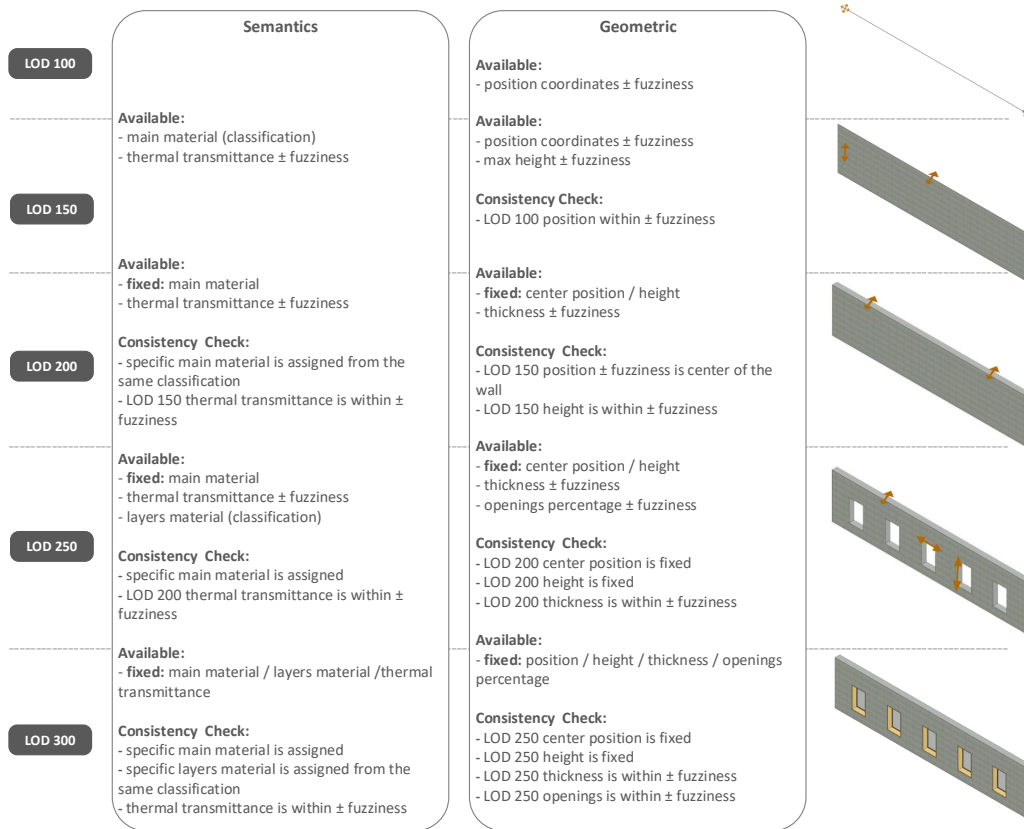 Semantics
Geometric
LOD 100
Available:
- position coordinates ± fuzziness
LOD 150
Available:
- main material (classification)
- thermal transmittance ± fuzziness
Available:
- position coordinates ± fuzziness
- max height ± fuzziness
Consistency Check:
- LOD 100 position within ± fuzziness
LOD 200
Available:
- fixed: main material
- thermal transmittance ± fuzziness
Consistency Check:
- specific main material is assigned from the
same classification
- LOD 150 thermal transmittance is within ±
fuzziness
Available:
- fixed: center position / height
- thickness ± fuzziness
Consistency Check:
- LOD 150 position ± fuzziness is center of the
wall
- LOD 150 height is within ± fuzziness
LOD 250
Available:
- fixed: main material
- thermal transmittance ± fuzziness
- layers material (classification)
Consistency Check:
- specific main material is assigned
- LOD 200 thermal transmittance is within ±
fuzziness
Available:
- fixed: center position / height
- thickness ± fuzziness
- openings percentage ± fuzziness
Consistency Check:
- LOD 200 center position is fixed
- LOD 200 height is fixed
- LOD 200 thickness is within ± fuzziness
LOD 300
Available:
- fixed: main material / layers material /thermal
transmittance
Consistency Check:
- specific main material is assigned
- specific layers material is assigned from the
same classification
- thermal transmittance is within ± fuzziness
Available:
- fixed: position / height / thickness / openings
percentage
Consistency Check:
- LOD 250 center position is fixed
- LOD 250 height is fixed
- LOD 250 thickness is within ± fuzziness
- LOD 250 openings is within ± fuzziness